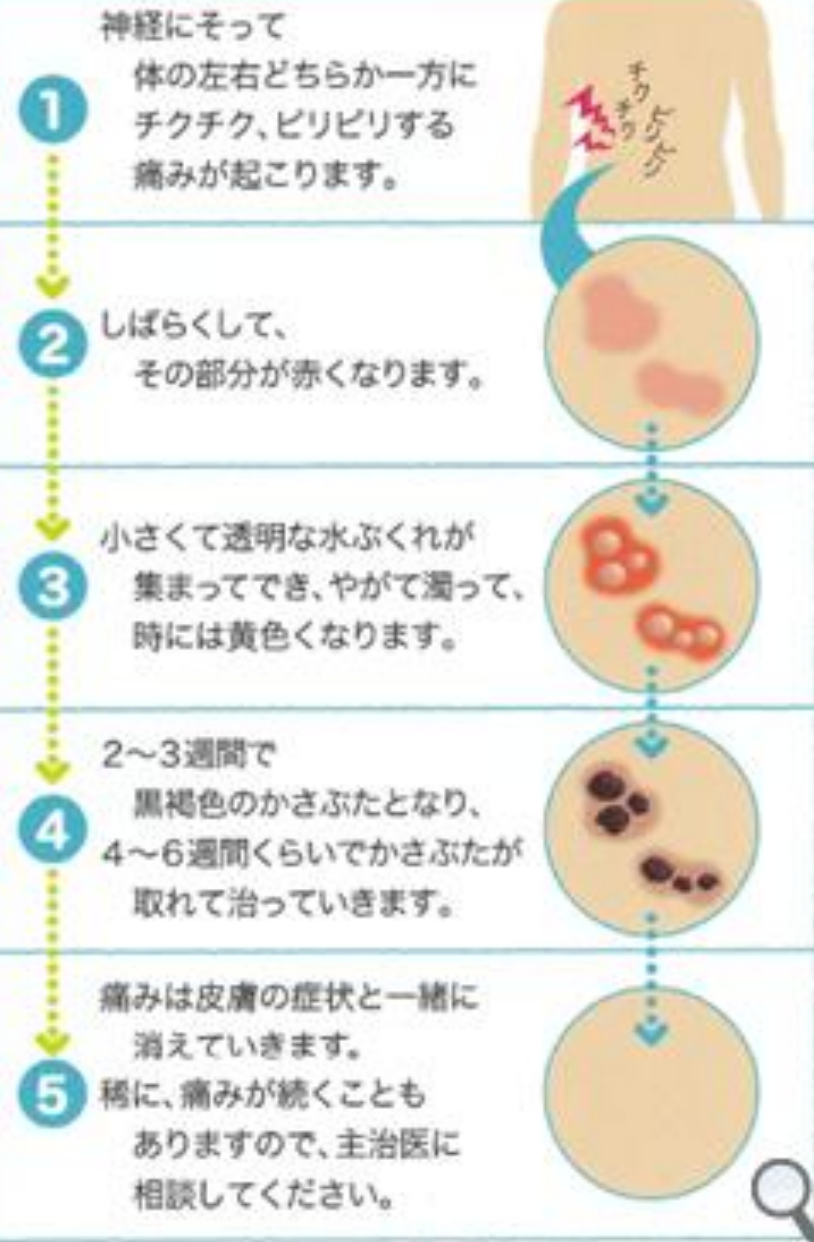 1
神経にそって
体の左右どちらか一方に
チクチク、ピリピリする
痛みが起こります。
チクチク
ピリピリ
2
しばらくして、
その部分が赤くなります。
3
小さくて透明な水ぶくれが
集まってでき、やがて濁って、
時には黄色くなります。
4
2〜3週間で
黒褐色のかさぶたとなり、
4〜6週間くらいでかさぶたが
取れて治っていきます。
5
痛みは皮膚の症状と一緒に
消えていきます。
稀に、痛みが続くことも
ありますので、主治医に
相談してください。